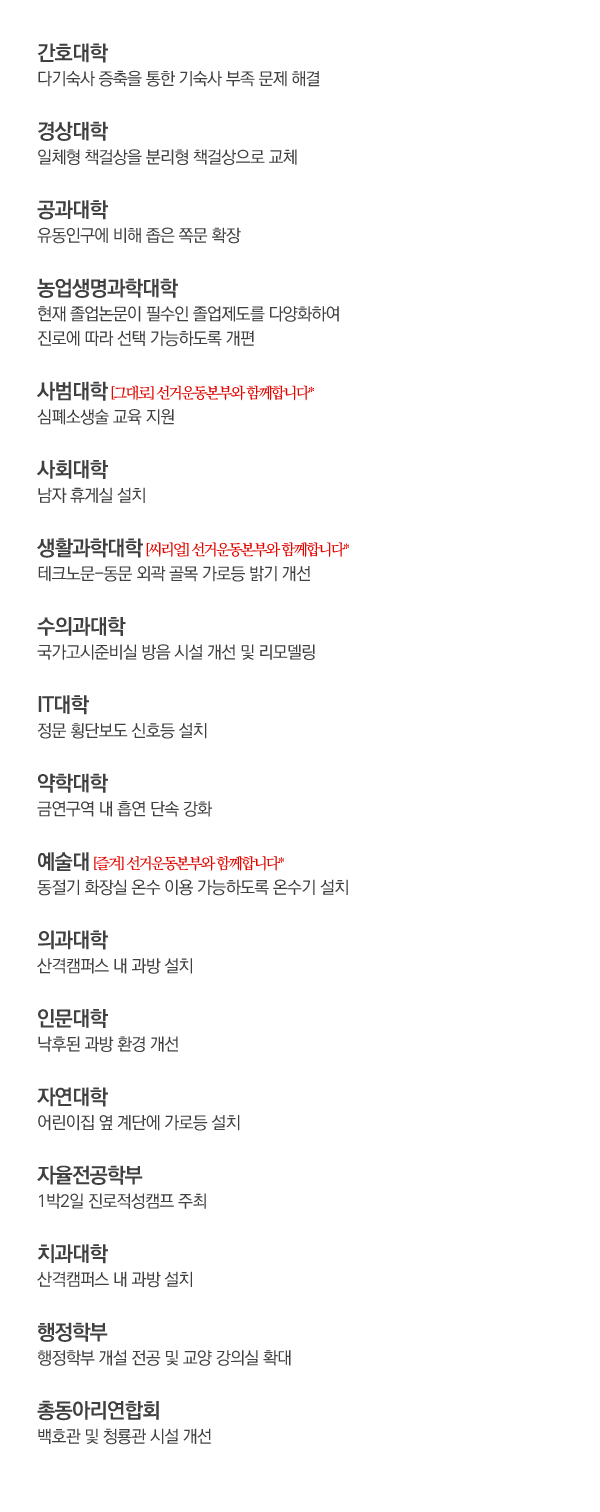 간호대학
다기숙사 증축을 통한 기숙사 부족 문제 해결
경상대학
일체형 책걸상을 분리형 책걸상으로 교체
공과대학
유동인구에 비해 좁은 쪽문 확장
농업생명과학대학
현재 졸업논문이 필수인 졸업제도를 다양화하여
진로에 따라 선택 가능하도록 개편
사범대학 [그대로] 선거운동본부와 함께합니다*
심폐소생술 교육 지원
사회대학
남자 휴게실 설치
생활과학대학 [씨리얼] 선거운동본부와 함께합니다*
테크노문-동문 외곽 골목 가로등 밝기 개선
수의과대학
국가고시준비실 방음 시설 개선 및 리모델링
IT대학
정문 횡단보도 신호등 설치
약학대학
금연구역 내 흡연 단속 강화
예술대 [즐겨] 선거운동본부와 함께합니다*
동절기 화장실 온수 이용 가능하도록 온수기 설치
의과대학
산격캠퍼스 내 과방 설치
인문대학
낙후된 과방 환경 개선
자연대학
어린이집 옆 계단에 가로등 설치
자율전공학부
1박2일 진로적성캠프 주최
치과대학
산격캠퍼스 내 과방 설치
행정학부
행정학부 개설 전공 및 교양 강의실 확대
총동아리연합회
백호관 및 청룡관 시설 개선